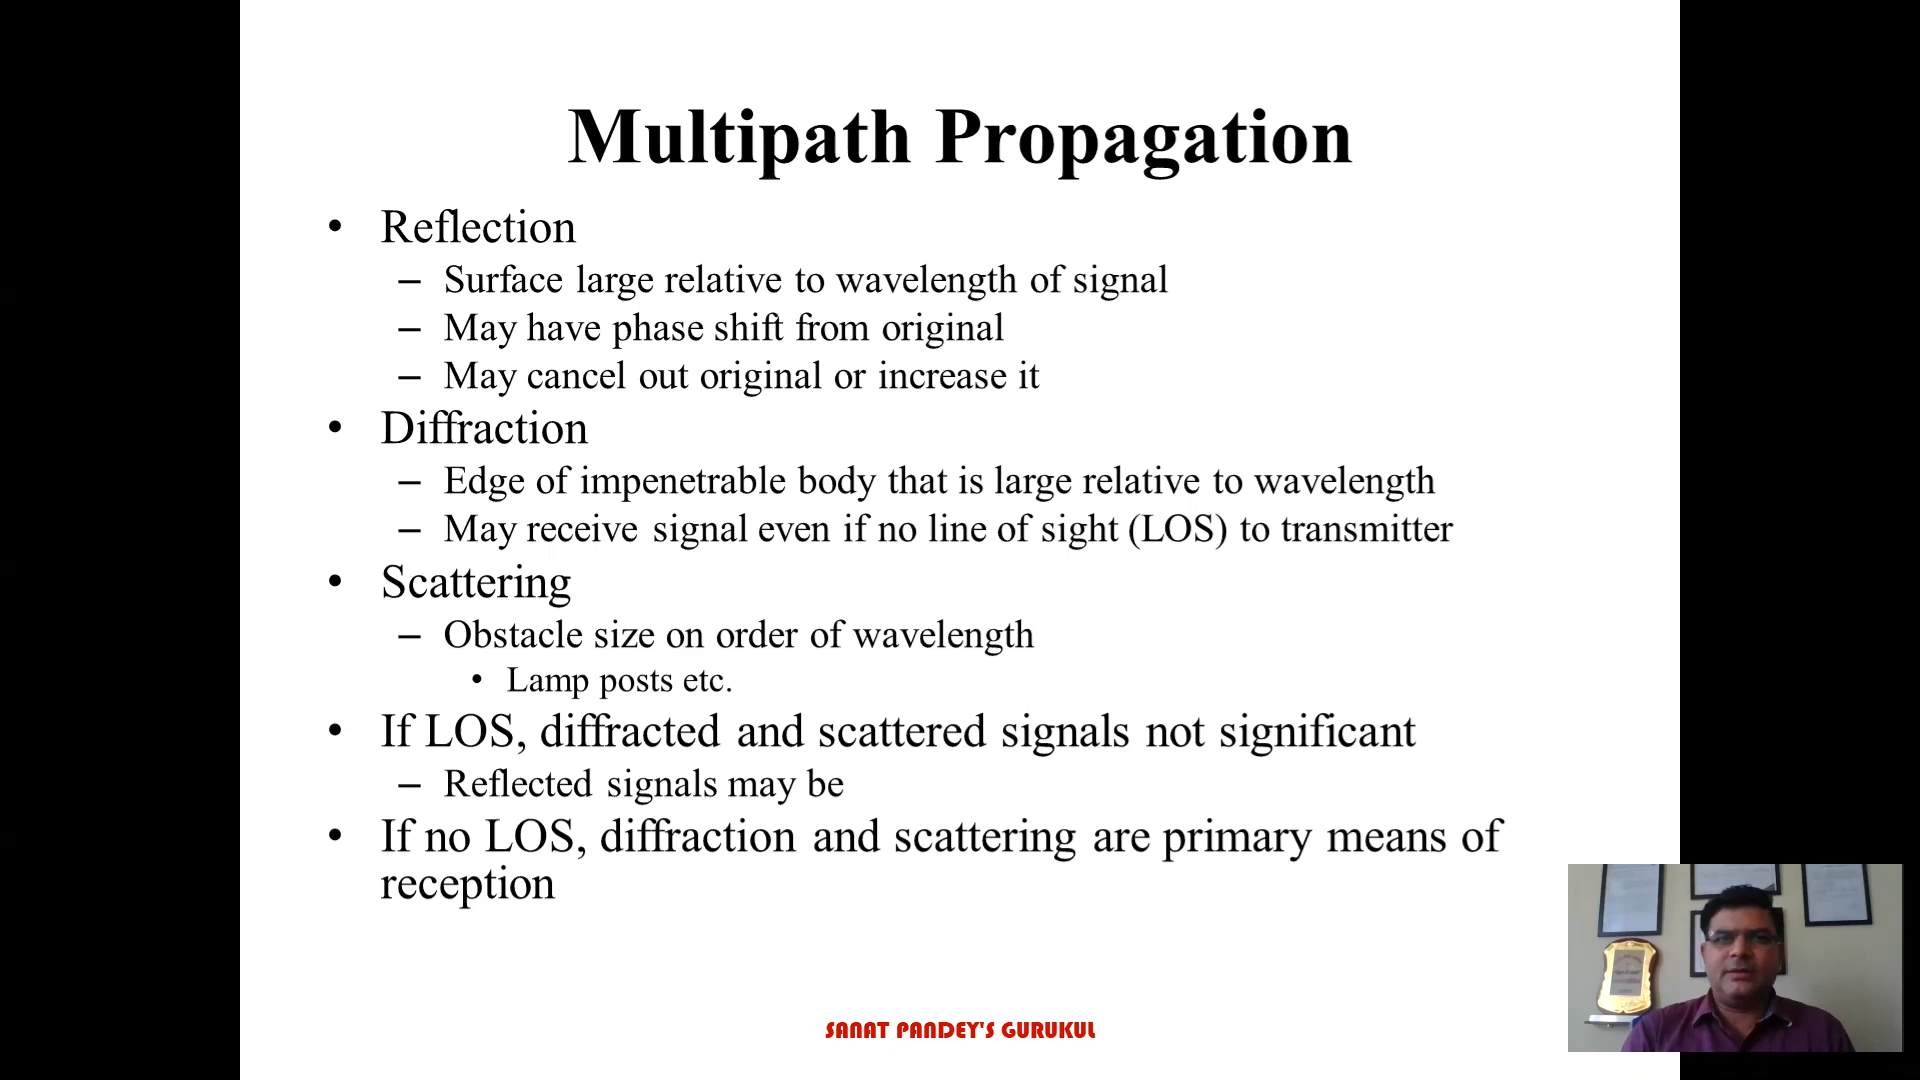 Multipath Propagation
• Reflection
– Surface large relative to wavelength of signal
– May have phase shift from original
– May cancel out original or increase it
• Diffraction
– Edge of impenetrable body that is large relative to wavelength
– May receive signal even if no line of sight (LOS) to transmitter
• Scattering
– Obstacle size on order of wavelength
• Lamp posts etc.
• If LOS, diffracted and scattered signals not significant
– Reflected signals may be
• If no LOS, diffraction and scattering are primary means of
reception
SANAT PANDEY'S GURUKUL